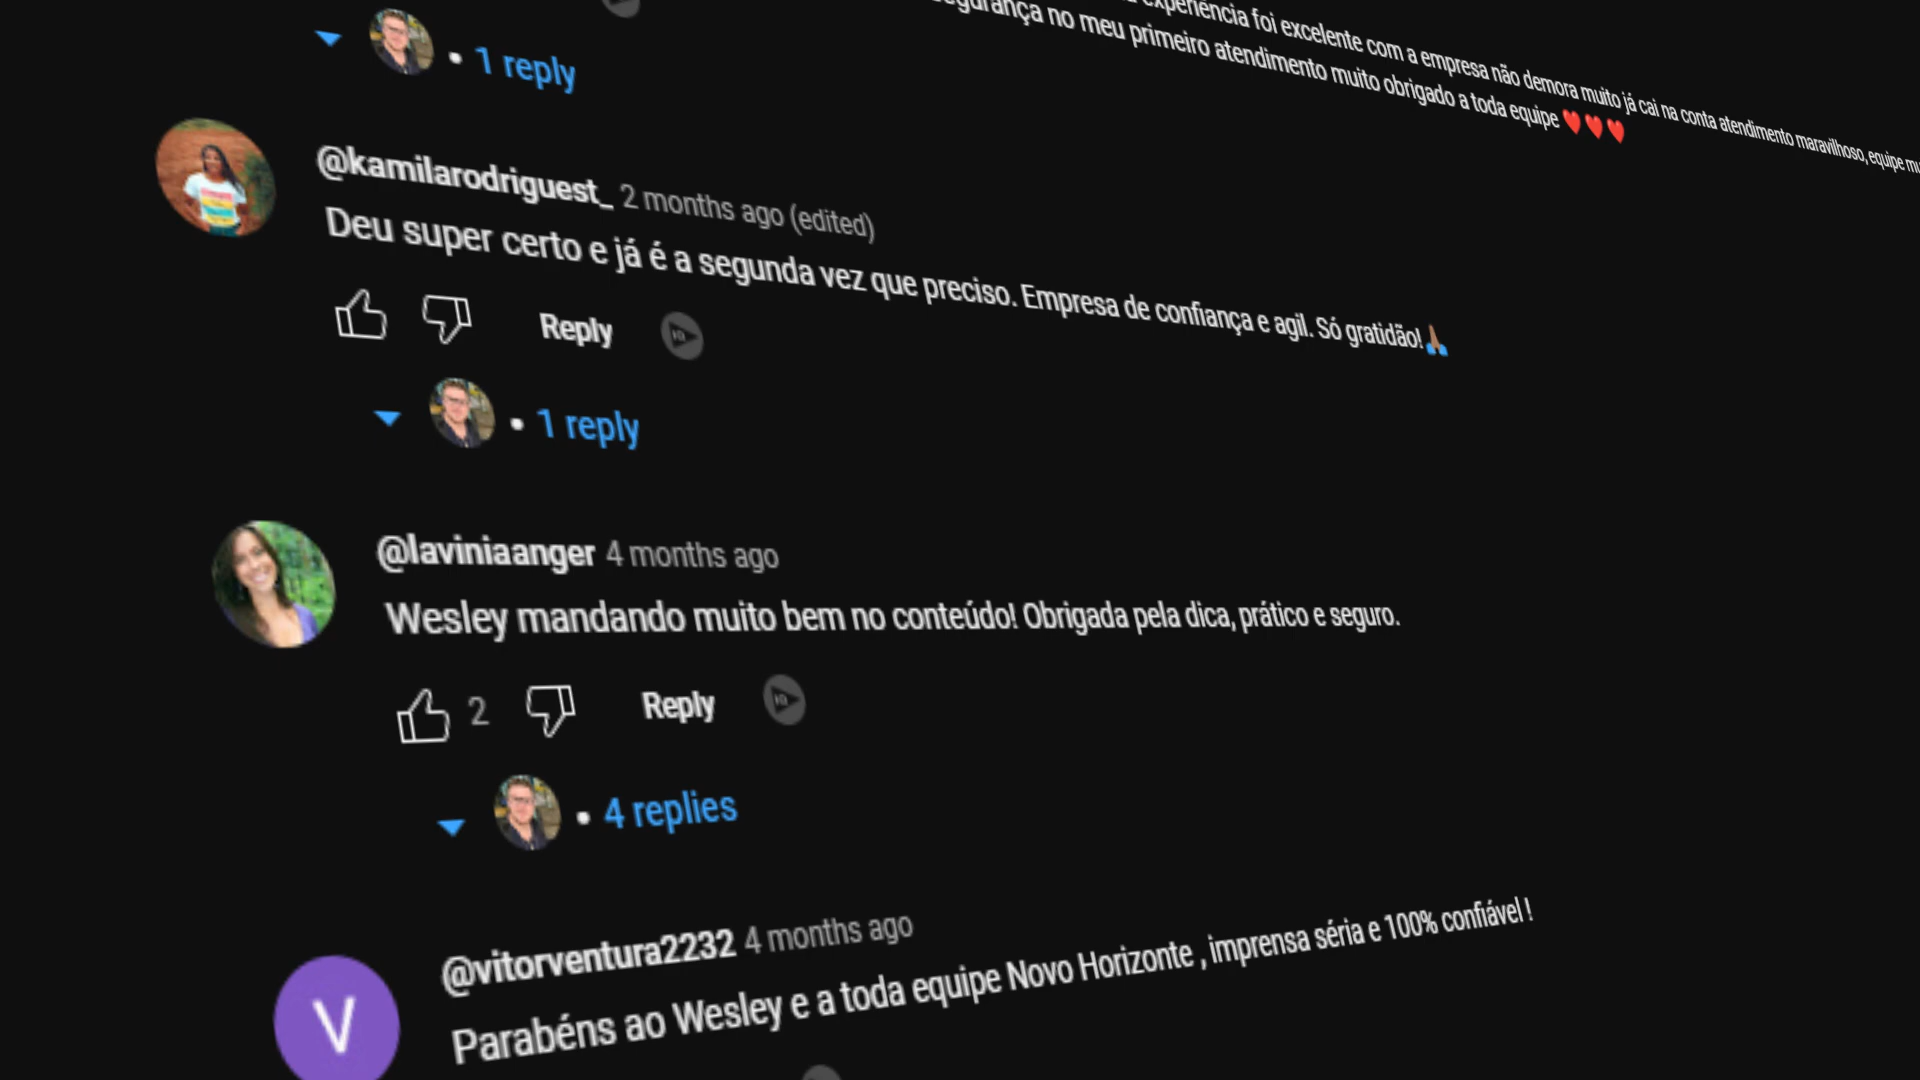 experiência foi excelente com a empresa não demora muito já cai na conta atendimento maravilhoso, equipe
no meu primeiro atendimento muito obrigado a toda equipe ❤️❤️❤️
• 1 reply
@kamilarodriguest_ 2 months ago (edited)
Deu super certo e já é a segunda vez que preciso. Empresa de confiança e agil. Só gratidão!🙏🏽
Reply
• 1 reply
@laviniaanger 4 months ago
Wesley mandando muito bem no conteúdo! Obrigada pela dica, prático e seguro.
2 Reply
• 4 replies
V
@vitorventura2232 4 months ago
Parabéns ao Wesley e a toda equipe Novo Horizonte , imprensa séria e 100% confiável !